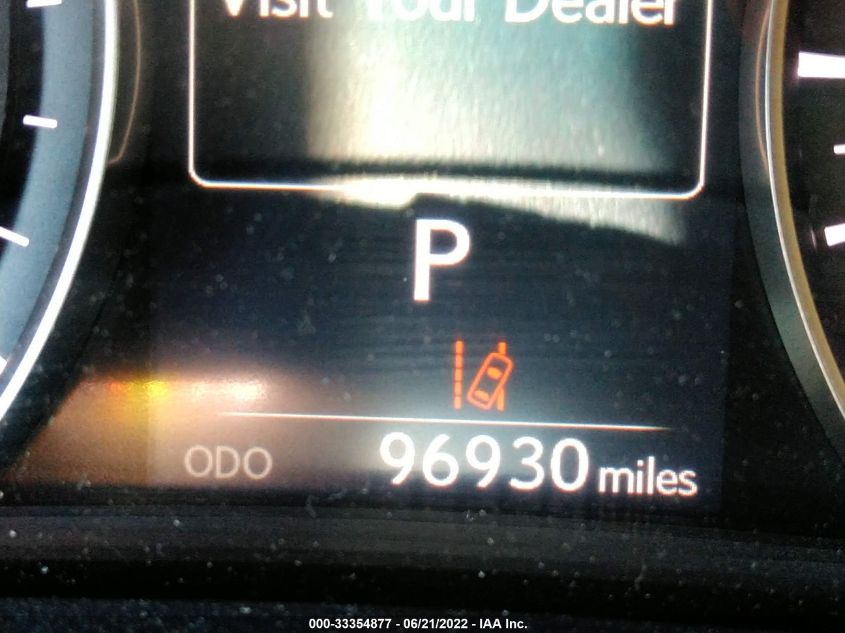 Visit Your Dealer
P
ODO 96930 miles
000-33354877 - 06/21/2022 - IAA Inc.